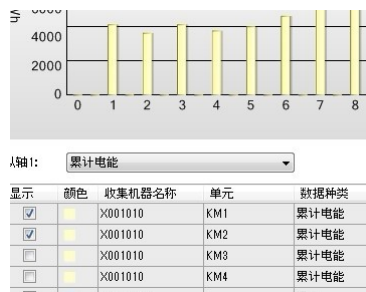 4000
2000
0
0 1 2 3 4 5 6 7 8
轴1: 累计电能
显示 颜色 收集机器名称 单元 数据种类
X001010 KM1 累计电能
X001010 KM2 累计电能
X001010 KM3 累计电能
X001010 KM4 累计电能